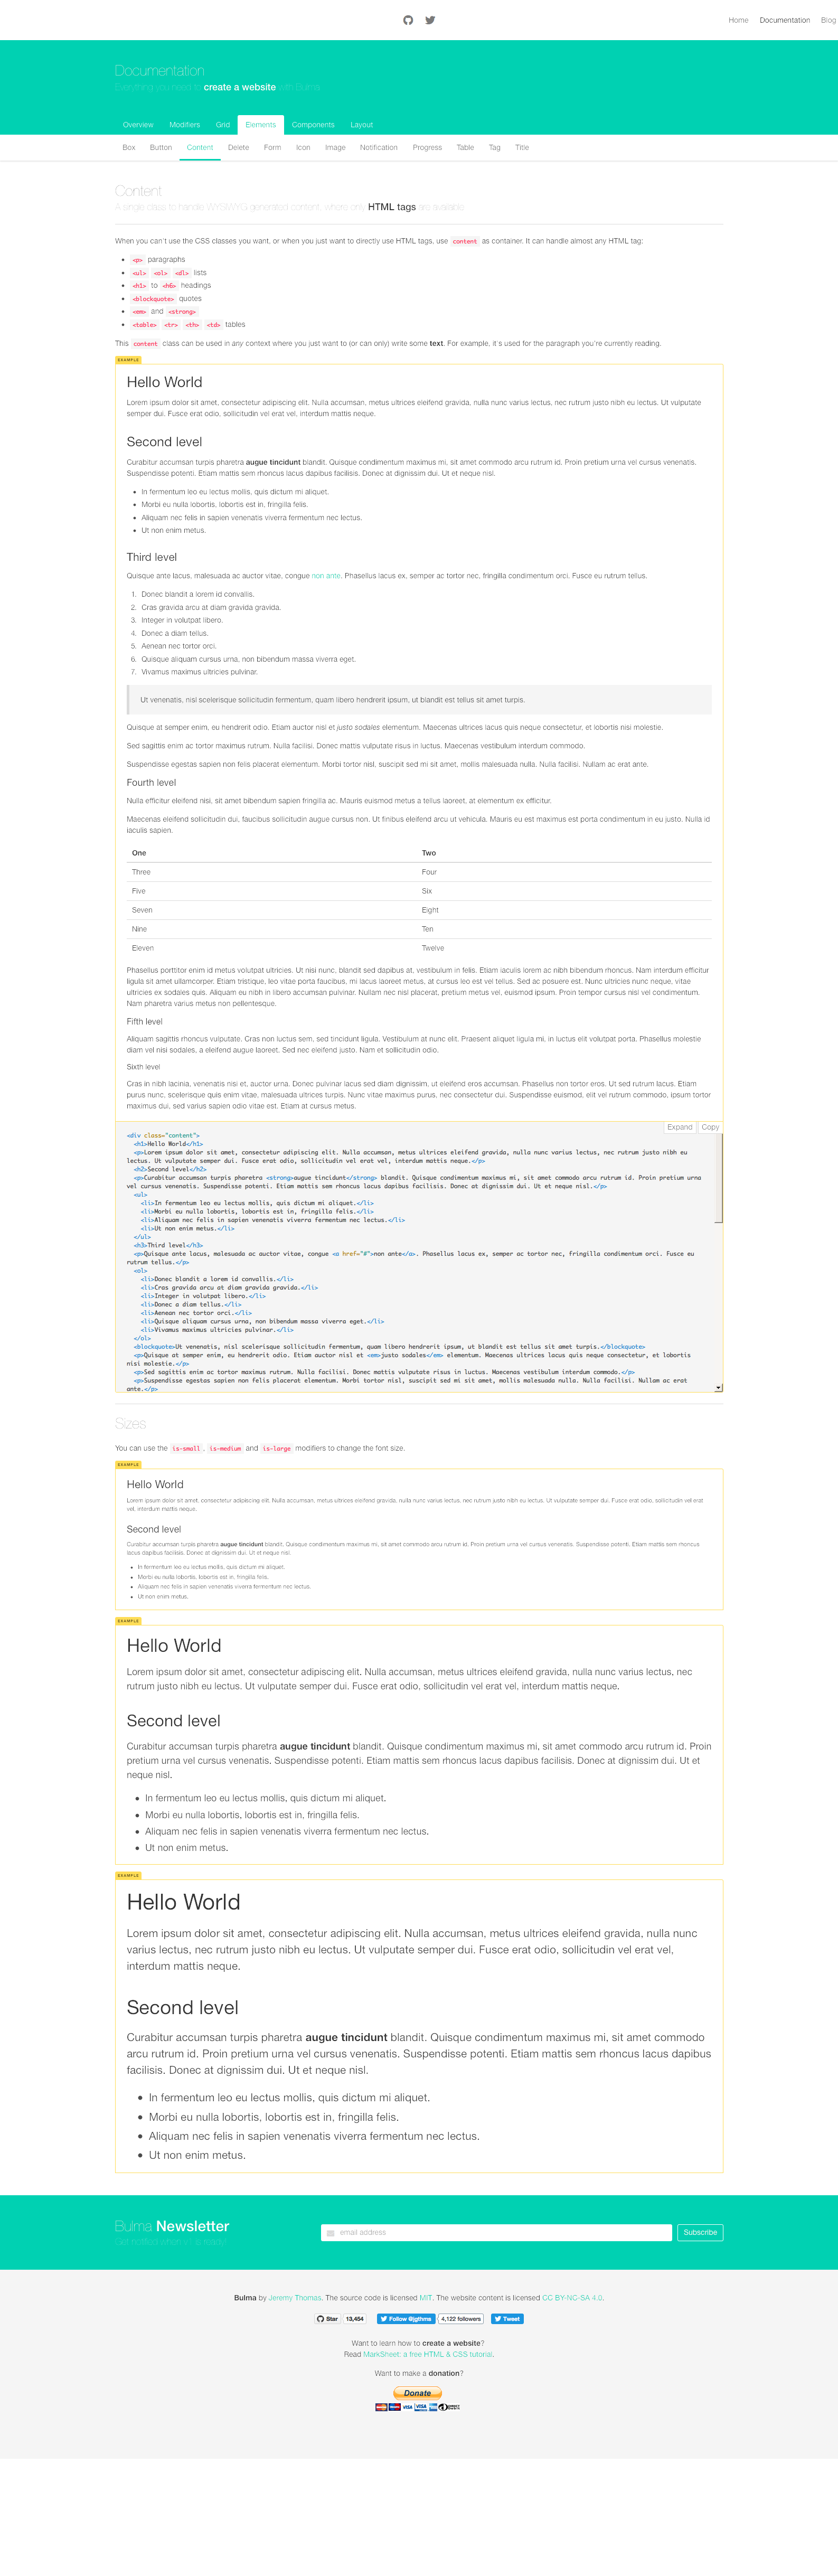 Home Documentation Blog
Documentation
Everything you need to create a website with Bulma
Overview Modifiers Grid Elements Components Layout
Box Button Content Delete Form Icon Image Notification Progress Table Tag Title
Content
A single class to handle WYSIWYG generated content, where only HTML tags are available
When you can't use the CSS classes you want, or when you just want to directly use HTML tags, use content as container. It can handle almost any HTML tag:
<p> paragraphs
<ul> <ol> <dl> lists
<h1> to <h6> headings
<blockquote> quotes
<em> and <strong>
<table> <tr> <th> <td> tables
This content class can be used in any context where you just want to (or can only) write some text. For example, it's used for the paragraph you're currently reading.
EXAMPLE
Hello World
Lorem ipsum dolor sit amet, consectetur adipiscing elit. Nulla accumsan, metus ultrices eleifend gravida, nulla nunc varius lectus, nec rutrum justo nibh eu lectus. Ut vulputate
semper dui. Fusce erat odio, sollicitudin vel erat vel, interdum mattis neque.
Second level
Curabitur accumsan turpis pharetra augue tincidunt blandit. Quisque condimentum maximus mi, sit amet commodo arcu rutrum id. Proin pretium urna vel cursus venenatis.
Suspendisse potenti. Etiam mattis sem rhoncus lacus dapibus facilisis. Donec at dignissim dui. Ut et neque nisl.
In fermentum leo eu lectus mollis, quis dictum mi aliquet.
Morbi eu nulla lobortis, lobortis est in, fringilla felis.
Aliquam nec felis in sapien venenatis viverra fermentum nec lectus.
Ut non enim metus.
Third level
Quisque ante lacus, malesuada ac auctor vitae, congue non ante. Phasellus lacus ex, semper ac tortor nec, fringilla condimentum orci. Fusce eu rutrum tellus.
1. Donec blandit a lorem id convallis.
2. Cras gravida arcu at diam gravida gravida.
3. Integer in volutpat libero.
4. Donec a diam tellus.
5. Aenean nec tortor orci.
6. Quisque aliquam cursus urna, non bibendum massa viverra eget.
7. Vivamus maximus ultricies pulvinar.
Ut venenatis, nisl scelerisque sollicitudin fermentum, quam libero hendrerit ipsum, ut blandit est tellus sit amet turpis.
Quisque at semper enim, eu hendrerit odio. Etiam auctor nisl et justo sodales elementum. Maecenas ultrices lacus quis neque consectetur, et lobortis nisi molestie.
Sed sagittis enim ac tortor maximus rutrum. Nulla facilisi. Donec mattis vulputate risus in luctus. Maecenas vestibulum interdum commodo.
Suspendisse egestas sapien non felis placerat elementum. Morbi tortor nisl, suscipit sed mi sit amet, mollis malesuada nulla. Nulla facilisi. Nullam ac erat ante.
Fourth level
Nulla efficitur eleifend nisi, sit amet bibendum sapien fringilla ac. Mauris euismod metus a tellus laoreet, at elementum ex efficitur.
Maecenas eleifend sollicitudin dui, faucibus sollicitudin augue cursus non. Ut finibus eleifend arcu ut vehicula. Mauris eu est maximus est porta condimentum in eu justo. Nulla id
iaculis sapien.
One Two
Three Four
Five Six
Seven Eight
Nine Ten
Eleven Twelve
Phasellus porttitor enim id metus volutpat ultricies. Ut nisi nunc, blandit sed dapibus at, vestibulum in felis. Etiam iaculis lorem ac nibh bibendum rhoncus. Nam interdum efficitur
ligula sit amet ullamcorper. Etiam tristique, leo vitae porta faucibus, mi lacus laoreet metus, at cursus leo est vel tellus. Sed ac posuere est. Nunc ultricies nunc neque, vitae
ultricies ex sodales quis. Aliquam eu nibh in libero accumsan pulvinar. Nullam nec nisl placerat, pretium metus vel, euismod ipsum. Proin tempor cursus nisl vel condimentum.
Nam pharetra varius metus non pellentesque.
Fifth level
Aliquam sagittis rhoncus vulputate. Cras non luctus sem, sed tincidunt ligula. Vestibulum at nunc elit. Praesent aliquet ligula mi, in luctus elit volutpat porta. Phasellus molestie
diam vel nisi sodales, a eleifend augue laoreet. Sed nec eleifend justo. Nam et sollicitudin odio.
Sixth level
Cras in nibh lacinia, venenatis nisi et, auctor urna. Donec pulvinar lacus sed diam dignissim, ut eleifend eros accumsan. Phasellus non tortor eros. Ut sed rutrum lacus. Etiam
purus nunc, scelerisque quis enim vitae, malesuada ultrices turpis. Nunc vitae maximus purus, nec consectetur dui. Suspendisse euismod, elit vel rutrum commodo, ipsum tortor
maximus dui, sed varius sapien odio vitae est. Etiam at cursus metus.
Expand Copy
<div class="content">
<h1>Hello World</h1>
<p>Lorem ipsum dolor sit amet, consectetur adipiscing elit. Nulla accumsan, metus ultrices eleifend gravida, nulla nunc varius lectus, nec rutrum justo nibh eu
lectus. Ut vulputate semper dui. Fusce erat odio, sollicitudin vel erat vel, interdum mattis neque.</p>
<h2>Second level</h2>
<p>Curabitur accumsan turpis pharetra <strong>augue tincidunt</strong> blandit. Quisque condimentum maximus mi, sit amet commodo arcu rutrum id. Proin pretium urna
vel cursus venenatis. Suspendisse potenti. Etiam mattis sem rhoncus lacus dapibus facilisis. Donec at dignissim dui. Ut et neque nisl.</p>
<ul>
<li>In fermentum leo eu lectus mollis, quis dictum mi aliquet.</li>
<li>Morbi eu nulla lobortis, lobortis est in, fringilla felis.</li>
<li>Aliquam nec felis in sapien venenatis viverra fermentum nec lectus.</li>
<li>Ut non enim metus.</li>
</ul>
<h3>Third level</h3>
<p>Quisque ante lacus, malesuada ac auctor vitae, congue <a href="#">non ante</a>. Phasellus lacus ex, semper ac tortor nec, fringilla condimentum orci. Fusce eu
rutrum tellus.</p>
<ol>
<li>Donec blandit a lorem id convallis.</li>
<li>Cras gravida arcu at diam gravida gravida.</li>
<li>Integer in volutpat libero.</li>
<li>Donec a diam tellus.</li>
<li>Aenean nec tortor orci.</li>
<li>Quisque aliquam cursus urna, non bibendum massa viverra eget.</li>
<li>Vivamus maximus ultricies pulvinar.</li>
</ol>
<blockquote>Ut venenatis, nisl scelerisque sollicitudin fermentum, quam libero hendrerit ipsum, ut blandit est tellus sit amet turpis.</blockquote>
<p>Quisque at semper enim, eu hendrerit odio. Etiam auctor nisl et <em>justo sodales</em> elementum. Maecenas ultrices lacus quis neque consectetur, et lobortis
nisi molestie.</p>
<p>Sed sagittis enim ac tortor maximus rutrum. Nulla facilisi. Donec mattis vulputate risus in luctus. Maecenas vestibulum interdum commodo.</p>
<p>Suspendisse egestas sapien non felis placerat elementum. Morbi tortor nisl, suscipit sed mi sit amet, mollis malesuada nulla. Nulla facilisi. Nullam ac erat
ante.</p>
Sizes
You can use the is-small, is-medium and is-large modifiers to change the font size.
EXAMPLE
Hello World
Lorem ipsum dolor sit amet, consectetur adipiscing elit. Nulla accumsan, metus ultrices eleifend gravida, nulla nunc varius lectus, nec rutrum justo nibh eu lectus. Ut vulputate semper dui. Fusce erat odio, sollicitudin vel erat
vel, interdum mattis neque.
Second level
Curabitur accumsan turpis pharetra augue tincidunt blandit. Quisque condimentum maximus mi, sit amet commodo arcu rutrum id. Proin pretium urna vel cursus venenatis. Suspendisse potenti. Etiam mattis sem rhoncus
lacus dapibus facilisis. Donec at dignissim dui. Ut et neque nisl.
In fermentum leo eu lectus mollis, quis dictum mi aliquet.
Morbi eu nulla lobortis, lobortis est in, fringilla felis.
Aliquam nec felis in sapien venenatis viverra fermentum nec lectus.
Ut non enim metus.
EXAMPLE
Hello World
Lorem ipsum dolor sit amet, consectetur adipiscing elit. Nulla accumsan, metus ultrices eleifend gravida, nulla nunc varius lectus, nec
rutrum justo nibh eu lectus. Ut vulputate semper dui. Fusce erat odio, sollicitudin vel erat vel, interdum mattis neque.
Second level
Curabitur accumsan turpis pharetra augue tincidunt blandit. Quisque condimentum maximus mi, sit amet commodo arcu rutrum id. Proin
pretium urna vel cursus venenatis. Suspendisse potenti. Etiam mattis sem rhoncus lacus dapibus facilisis. Donec at dignissim dui. Ut et
neque nisl.
In fermentum leo eu lectus mollis, quis dictum mi aliquet.
Morbi eu nulla lobortis, lobortis est in, fringilla felis.
Aliquam nec felis in sapien venenatis viverra fermentum nec lectus.
Ut non enim metus.
EXAMPLE
Hello World
Lorem ipsum dolor sit amet, consectetur adipiscing elit. Nulla accumsan, metus ultrices eleifend gravida, nulla nunc
varius lectus, nec rutrum justo nibh eu lectus. Ut vulputate semper dui. Fusce erat odio, sollicitudin vel erat vel,
interdum mattis neque.
Second level
Curabitur accumsan turpis pharetra augue tincidunt blandit. Quisque condimentum maximus mi, sit amet commodo
arcu rutrum id. Proin pretium urna vel cursus venenatis. Suspendisse potenti. Etiam mattis sem rhoncus lacus dapibus
facilisis. Donec at dignissim dui. Ut et neque nisl.
In fermentum leo eu lectus mollis, quis dictum mi aliquet.
Morbi eu nulla lobortis, lobortis est in, fringilla felis.
Aliquam nec felis in sapien venenatis viverra fermentum nec lectus.
Ut non enim metus.
Bulma Newsletter
Get notified when v1 is ready!
email address Subscribe
Bulma by Jeremy Thomas. The source code is licensed MIT. The website content is licensed CC BY-NC-SA 4.0.
Star 13,454 Follow @jgthms 4,122 followers Tweet
Want to learn how to create a website?
Read MarkSheet: a free HTML & CSS tutorial.
Want to make a donation?
Donate
VISA VISA